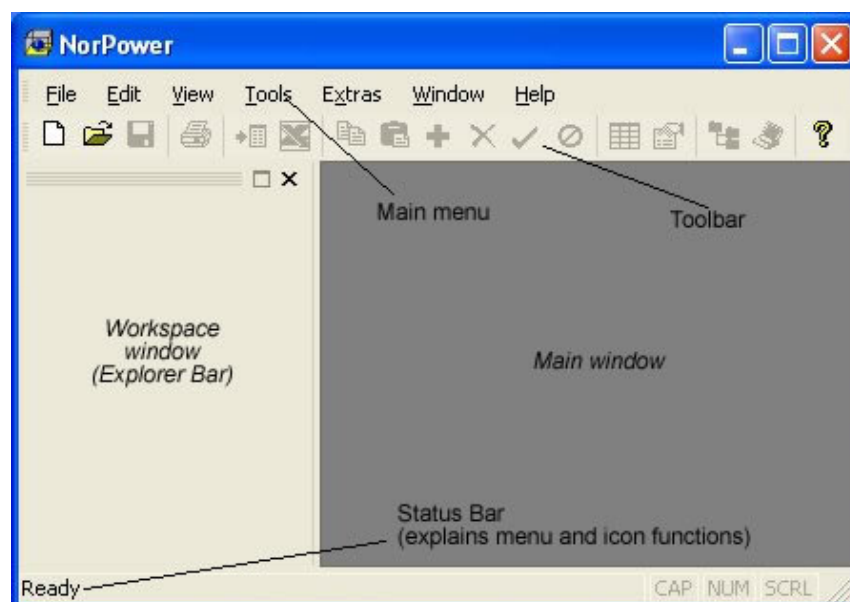 NorPower
File Edit View Tools Extras Window Help
Main menu
Toolbar
Workspace
window
(Explorer Bar)
Main window
Status Bar
(explains menu and icon functions)
Ready
CAP NUM SCRL